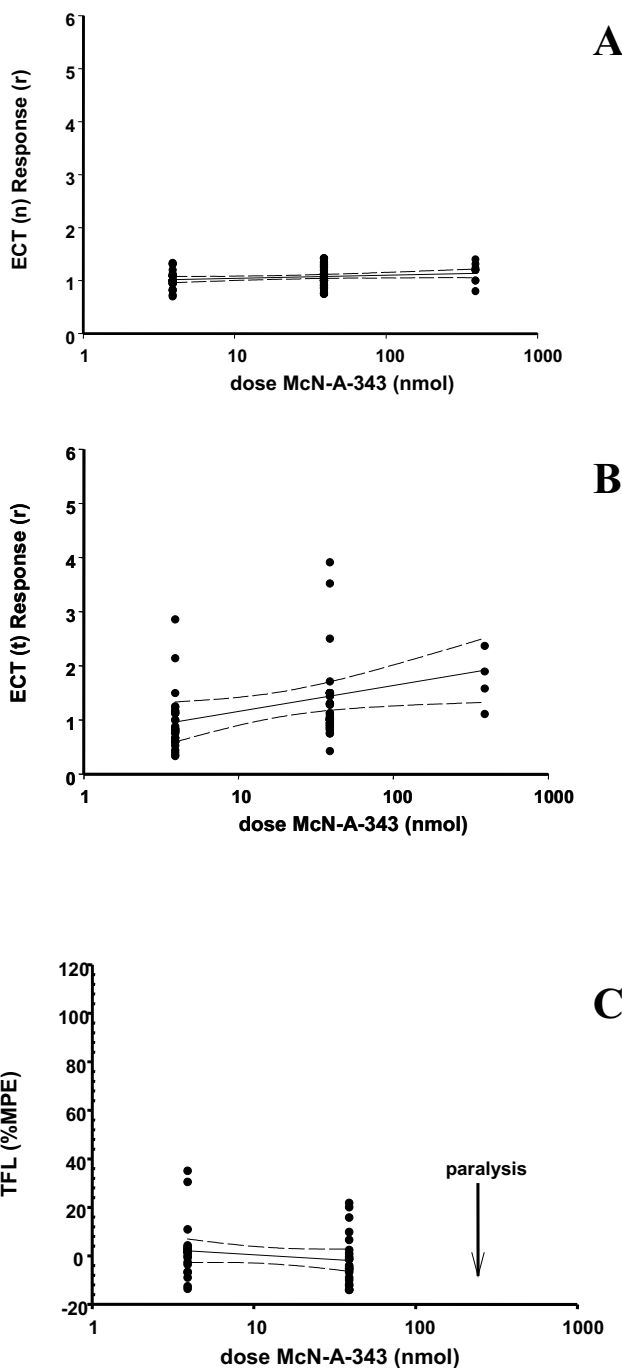 A
ECT (n) Response (r)
6
5
4
3
2
1
0
1 10 100 1000
dose McN-A-343 (nmol)
B
ECT (t) Response (r)
6
5
4
3
2
1
0
1 10 100 1000
dose McN-A-343 (nmol)
C
TFL (%MPE)
120
100
80
60
40
20
0
-20
paralysis
1 10 100 1000
dose McN-A-343 (nmol)